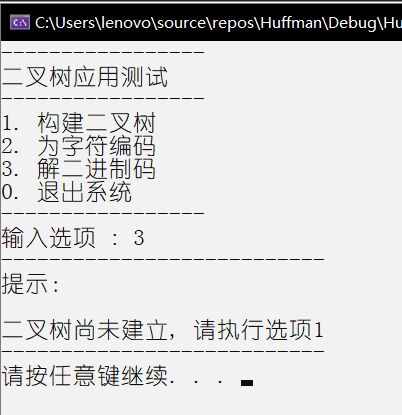 C:\Users\lenovo\source\repos\Huffman\Debug\Hu
-----------------
二叉树应用测试
-----------------
1. 构建二叉树
2. 为字符编码
3. 解二进制码
0. 退出系统
-----------------
输入选项 : 3
---------------------------
提示:
二叉树尚未建立, 请执行选项1
---------------------------
请按任意键继续. . .